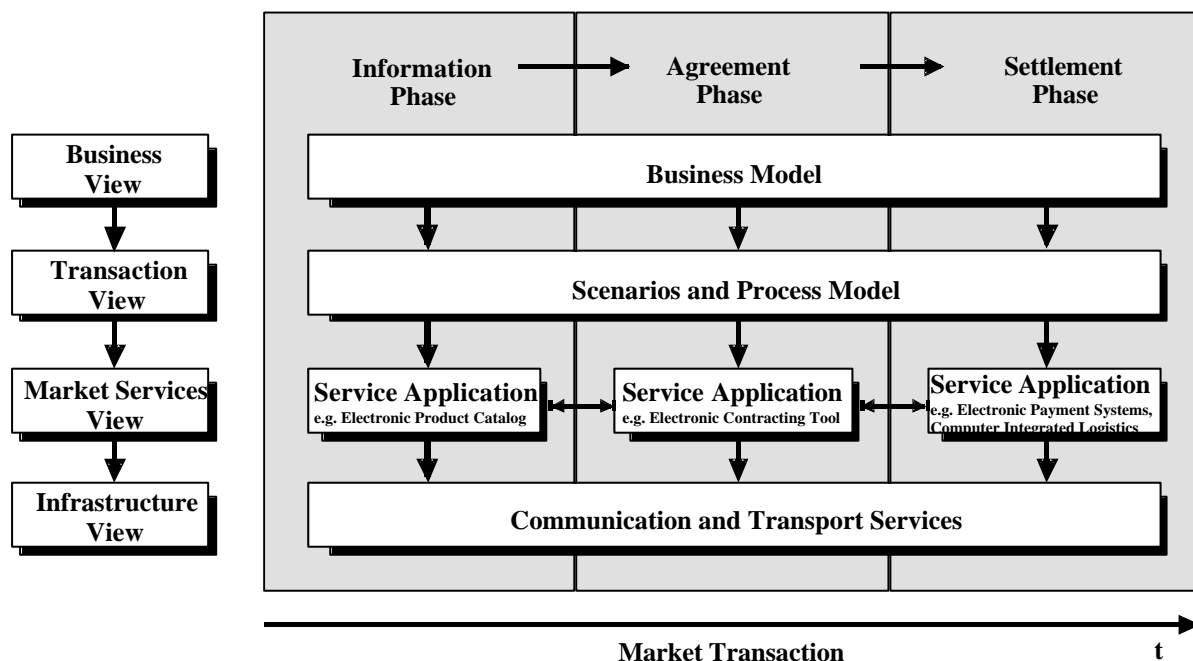 Information
Phase
Agreement
Phase
Settlement
Phase
Business
View
Business Model
Transaction
View
Scenarios and Process Model
Market Services
View
Service Application
e.g. Electronic Product Catalog
Service Application
e.g. Electronic Contracting Tool
Service Application
e.g. Electronic Payment Systems,
Computer Integrated Logistics
Infrastructure
View
Communication and Transport Services
Market Transaction
t